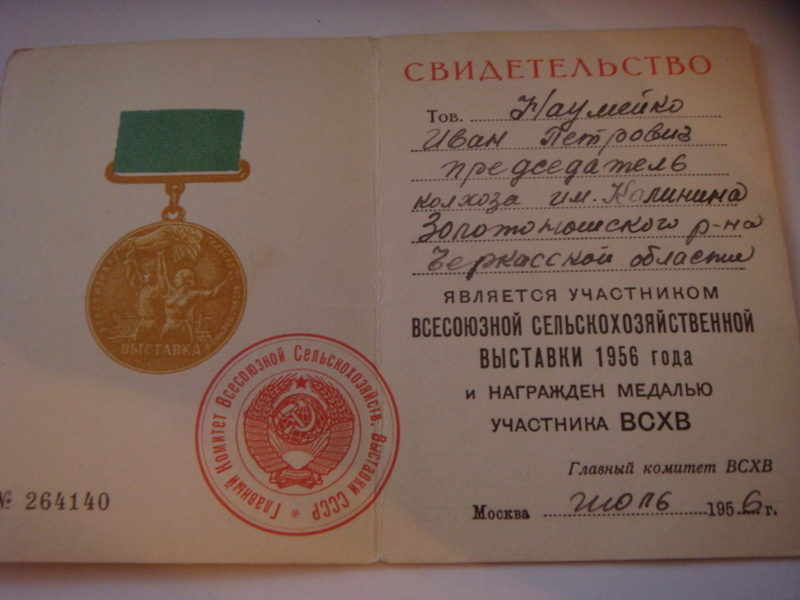 СВИДЕТЕЛЬСТВО
Тов. Наумейко
Иван Петрович
председатель
колхоза им. Калинина
Золотоношского р-на
Черкасской области
ЯВЛЯЕТСЯ УЧАСТНИКОМ
ВСЕСОЮЗНОЙ СЕЛЬСКОХОЗЯЙСТВЕННОЙ
ВЫСТАВКИ 1956 года
и НАГРАЖДЕН МЕДАЛЬЮ
УЧАСТНИКА ВСХВ
Главный комитет ВСХВ
Москва июль 1956 г.
ВЫСТАВКА
Главный Комитет Всесоюзной Сельскохозяйств. Выставки СССР *
№ 264140